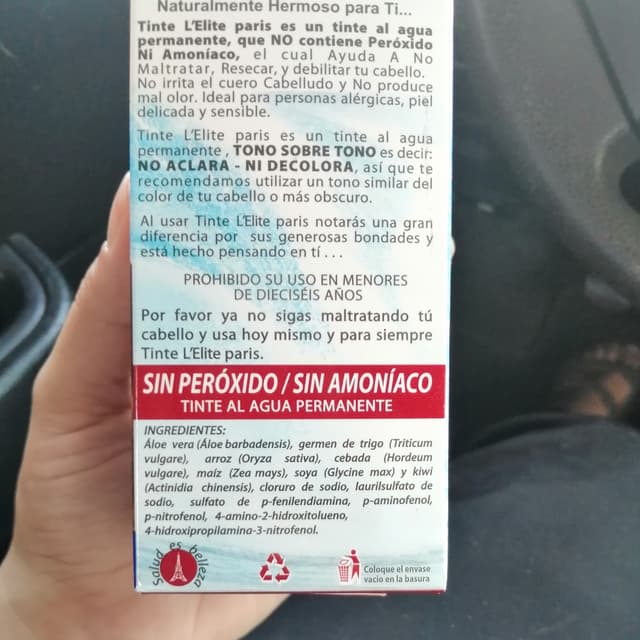 Naturalmente Hermoso para Ti...
Tinte L'Elite paris es un tinte al agua
permanente, que NO contiene Peróxido
Ni Amoníaco, el cual Ayuda A No
Maltratar, Resecar, y debilitar tu cabello.
No irrita el cuero Cabelludo y No produce
mal olor. Ideal para personas alérgicas, piel
delicada y sensible.
Tinte L'Elite paris es un tinte al agua
permanente , TONO SOBRE TONO es decir:
NO ACLARA - NI DECOLORA, así que te
recomendamos utilizar un tono similar del
color de tu cabello o más obscuro.
Al usar Tinte L'Elite paris notarás una gran
diferencia por sus generosas bondades y
está hecho pensando en tí . . .
PROHIBIDO SU USO EN MENORES
DE DIECISÉIS AÑOS
Por favor ya no sigas maltratando tú
cabello y usa hoy mismo y para siempre
Tinte L'Elite paris.
SIN PERÓXIDO / SIN AMONÍACO
TINTE AL AGUA PERMANENTE
INGREDIENTES:
Áloe vera (Áloe barbadensis), germen de trigo (Triticum
vulgare), arroz (Oryza sativa), cebada (Hordeum
vulgare), maíz (Zea mays), soya (Glycine max) y kiwi
(Actinidia chinensis), cloruro de sodio, laurilsulfato de
sodio, sulfato de p-fenilendiamina, p-aminofenol,
p-nitrofenol, 4-amino-2-hidroxitolueno,
4-hidroxipropilamina-3-nitrofenol.
Salud es belleza
Coloque el envase
vacío en la basura